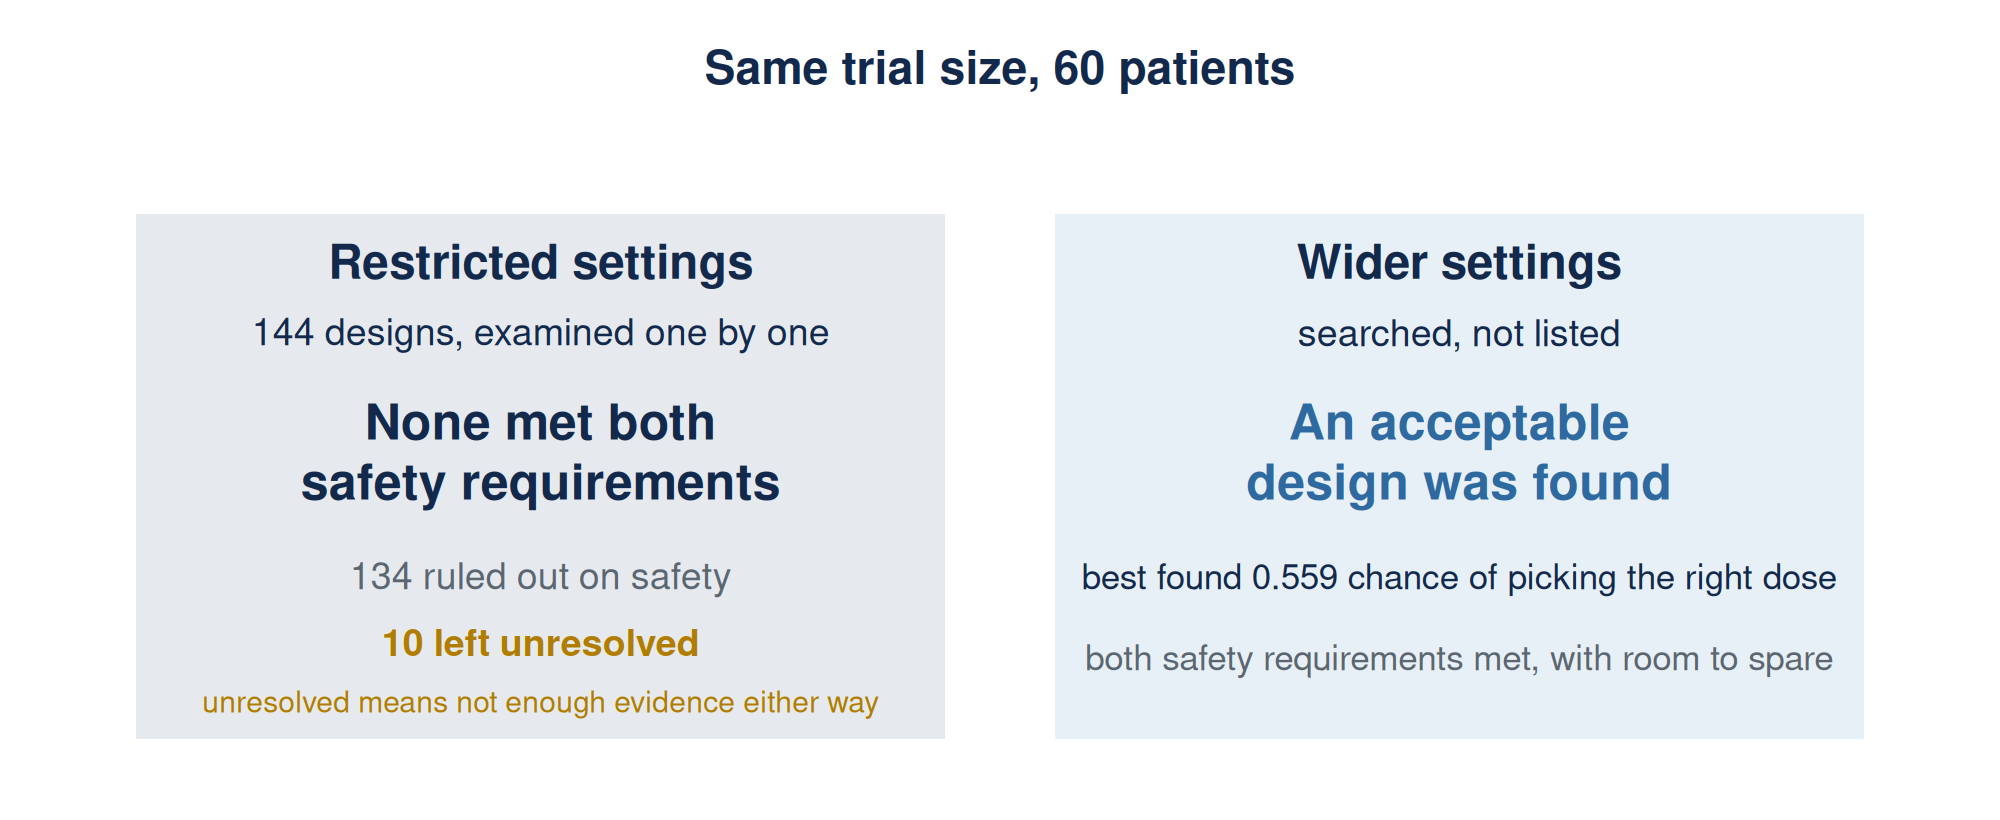 Same trial size, 60 patients
Restricted settings
144 designs, examined one by one
None met both
safety requirements
134 ruled out on safety
10 left unresolved
unresolved means not enough evidence either way
Wider settings
searched, not listed
An acceptable
design was found
best found 0.559 chance of picking the right dose
both safety requirements met, with room to spare